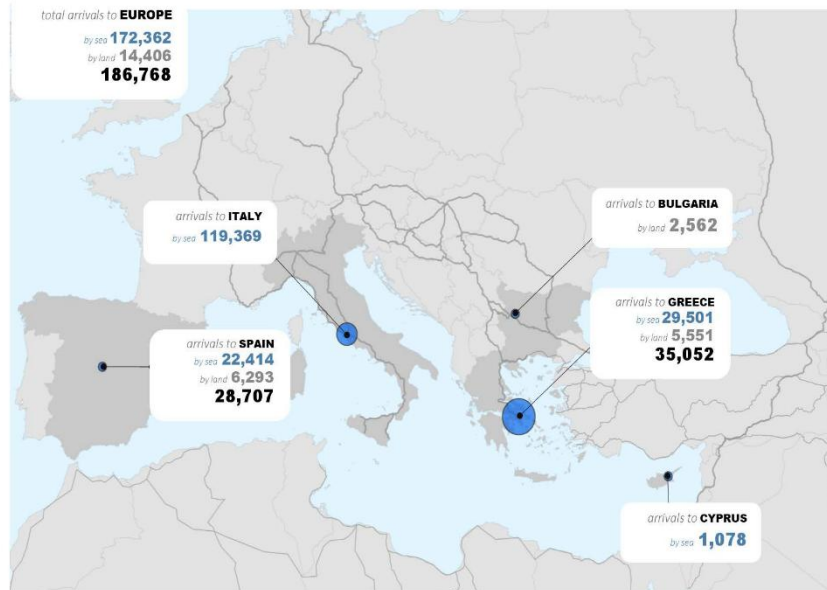 total arrivals to EUROPE
by sea 172,362
by land 14,406
186,768
arrivals to ITALY
by sea 119,369
arrivals to BULGARIA
by land 2,562
arrivals to GREECE
by sea 29,501
by land 5,551
35,052
arrivals to SPAIN
by sea 22,414
by land 6,293
28,707
arrivals to CYPRUS
by sea 1,078